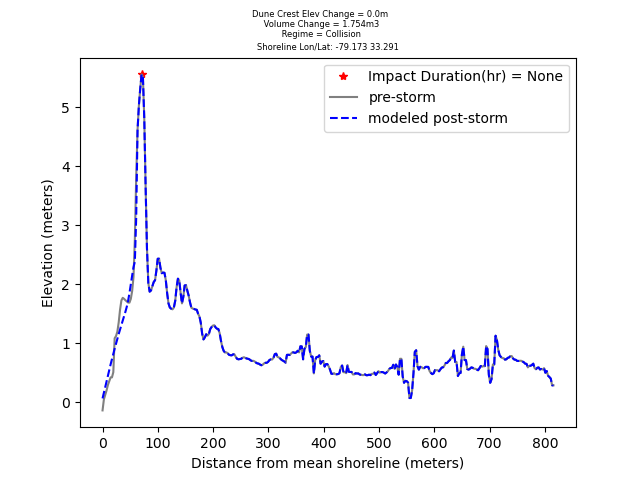 Dune Crest Elev Change = 0.0m
Volume Change = 1.754m3
Regime = Collision
Shoreline Lon/Lat: -79.173 33.291
Impact Duration(hr) = None
pre-storm
modeled post-storm
Elevation (meters)
5
4
3
2
1
0
0 100 200 300 400 500 600 700 800
Distance from mean shoreline (meters)